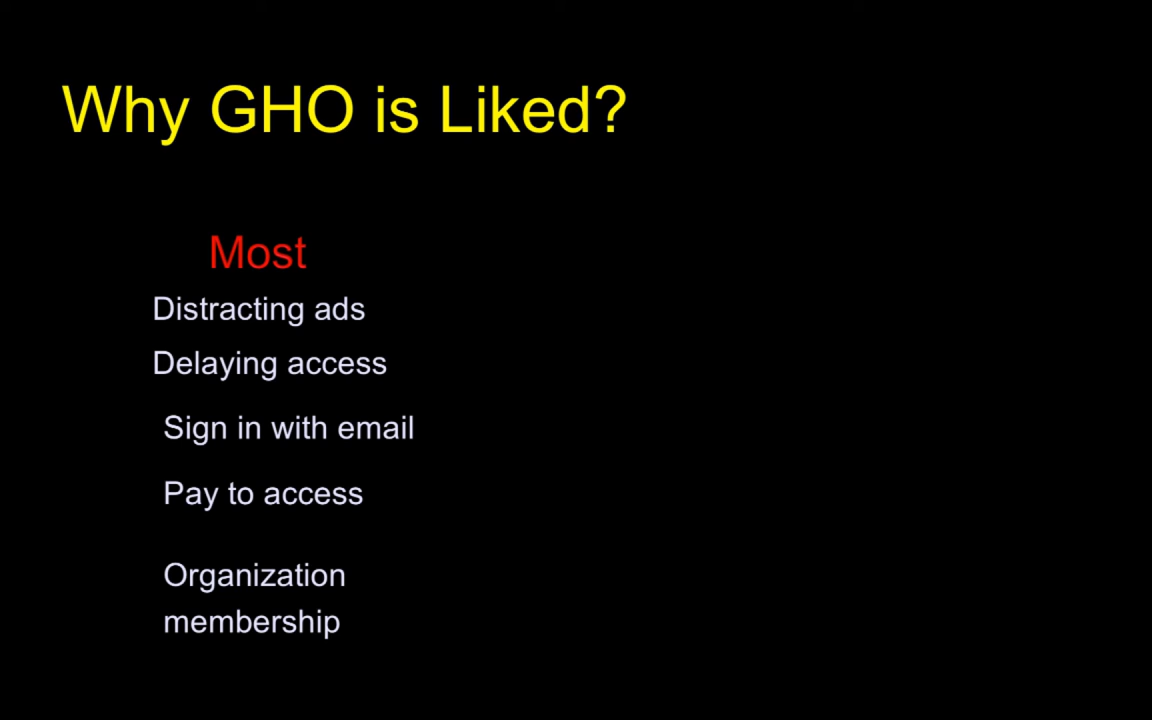 Why GHO is Liked?
Most
Distracting ads
Delaying access
Sign in with email
Pay to access
Organization
membership